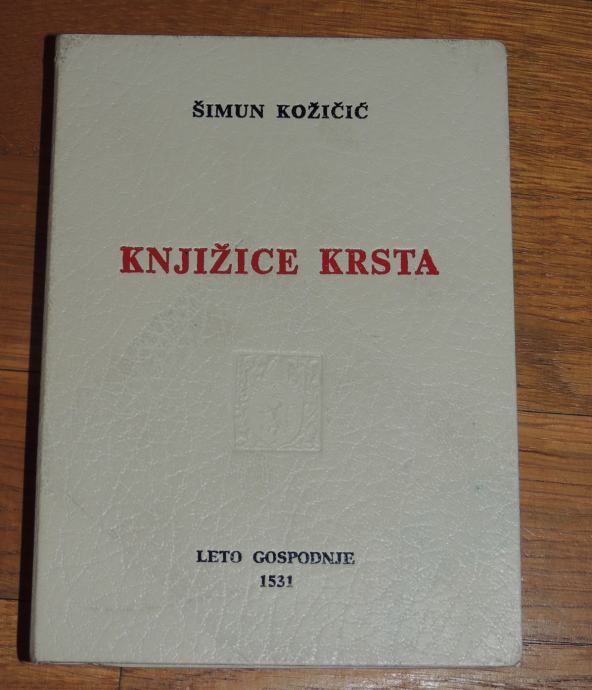 ŠIMUN KOŽIČIĆ
KNJIŽICE KRSTA
LETO GOSPODNJE
1531